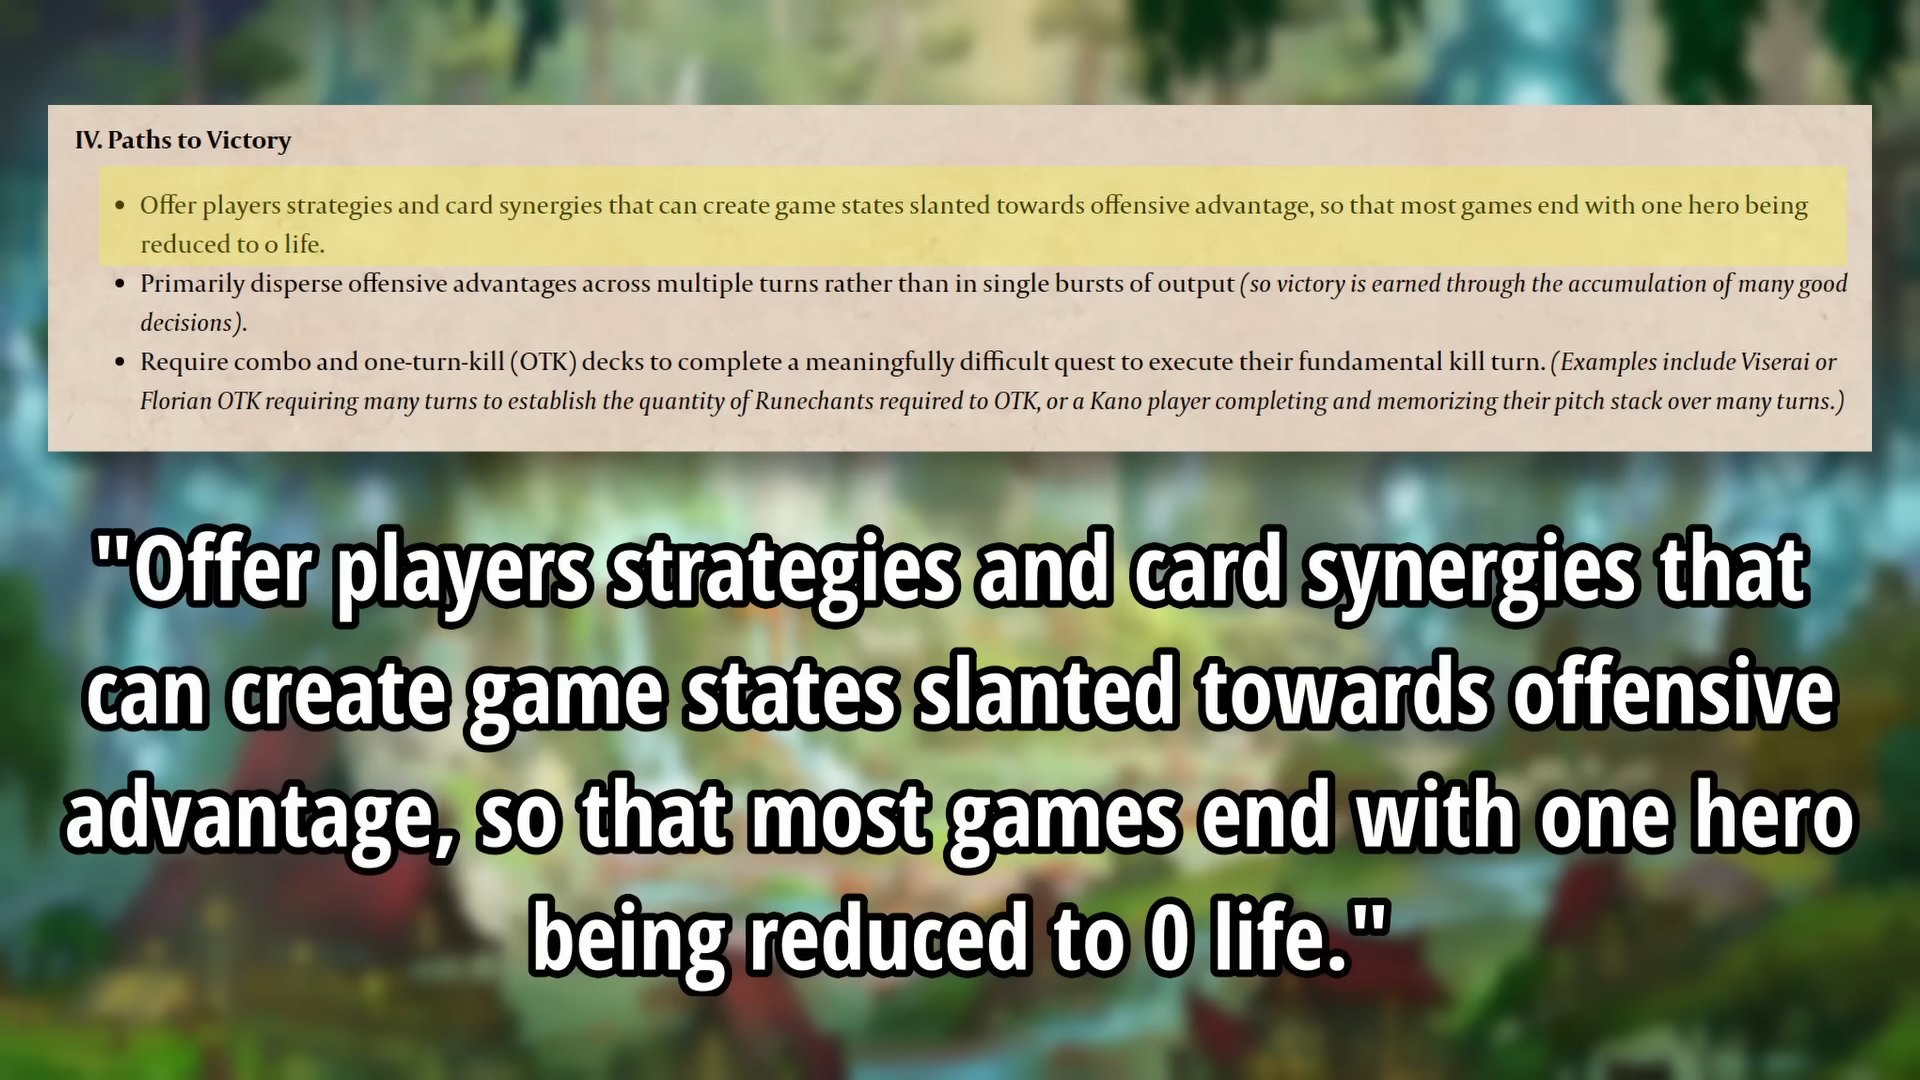 IV. Paths to Victory
• Offer players strategies and card synergies that can create game states slanted towards offensive advantage, so that most games end with one hero being
reduced to 0 life.
• Primarily disperse offensive advantages across multiple turns rather than in single bursts of output (so victory is earned through the accumulation of many good
decisions).
• Require combo and one-turn-kill (OTK) decks to complete a meaningfully difficult quest to execute their fundamental kill turn. (Examples include Viserai or
Florian OTK requiring many turns to establish the quantity of Runechants required to OTK, or a Kano player completing and memorizing their pitch stack over many turns.)
"Offer players strategies and card synergies that
can create game states slanted towards offensive
advantage, so that most games end with one hero
being reduced to 0 life."